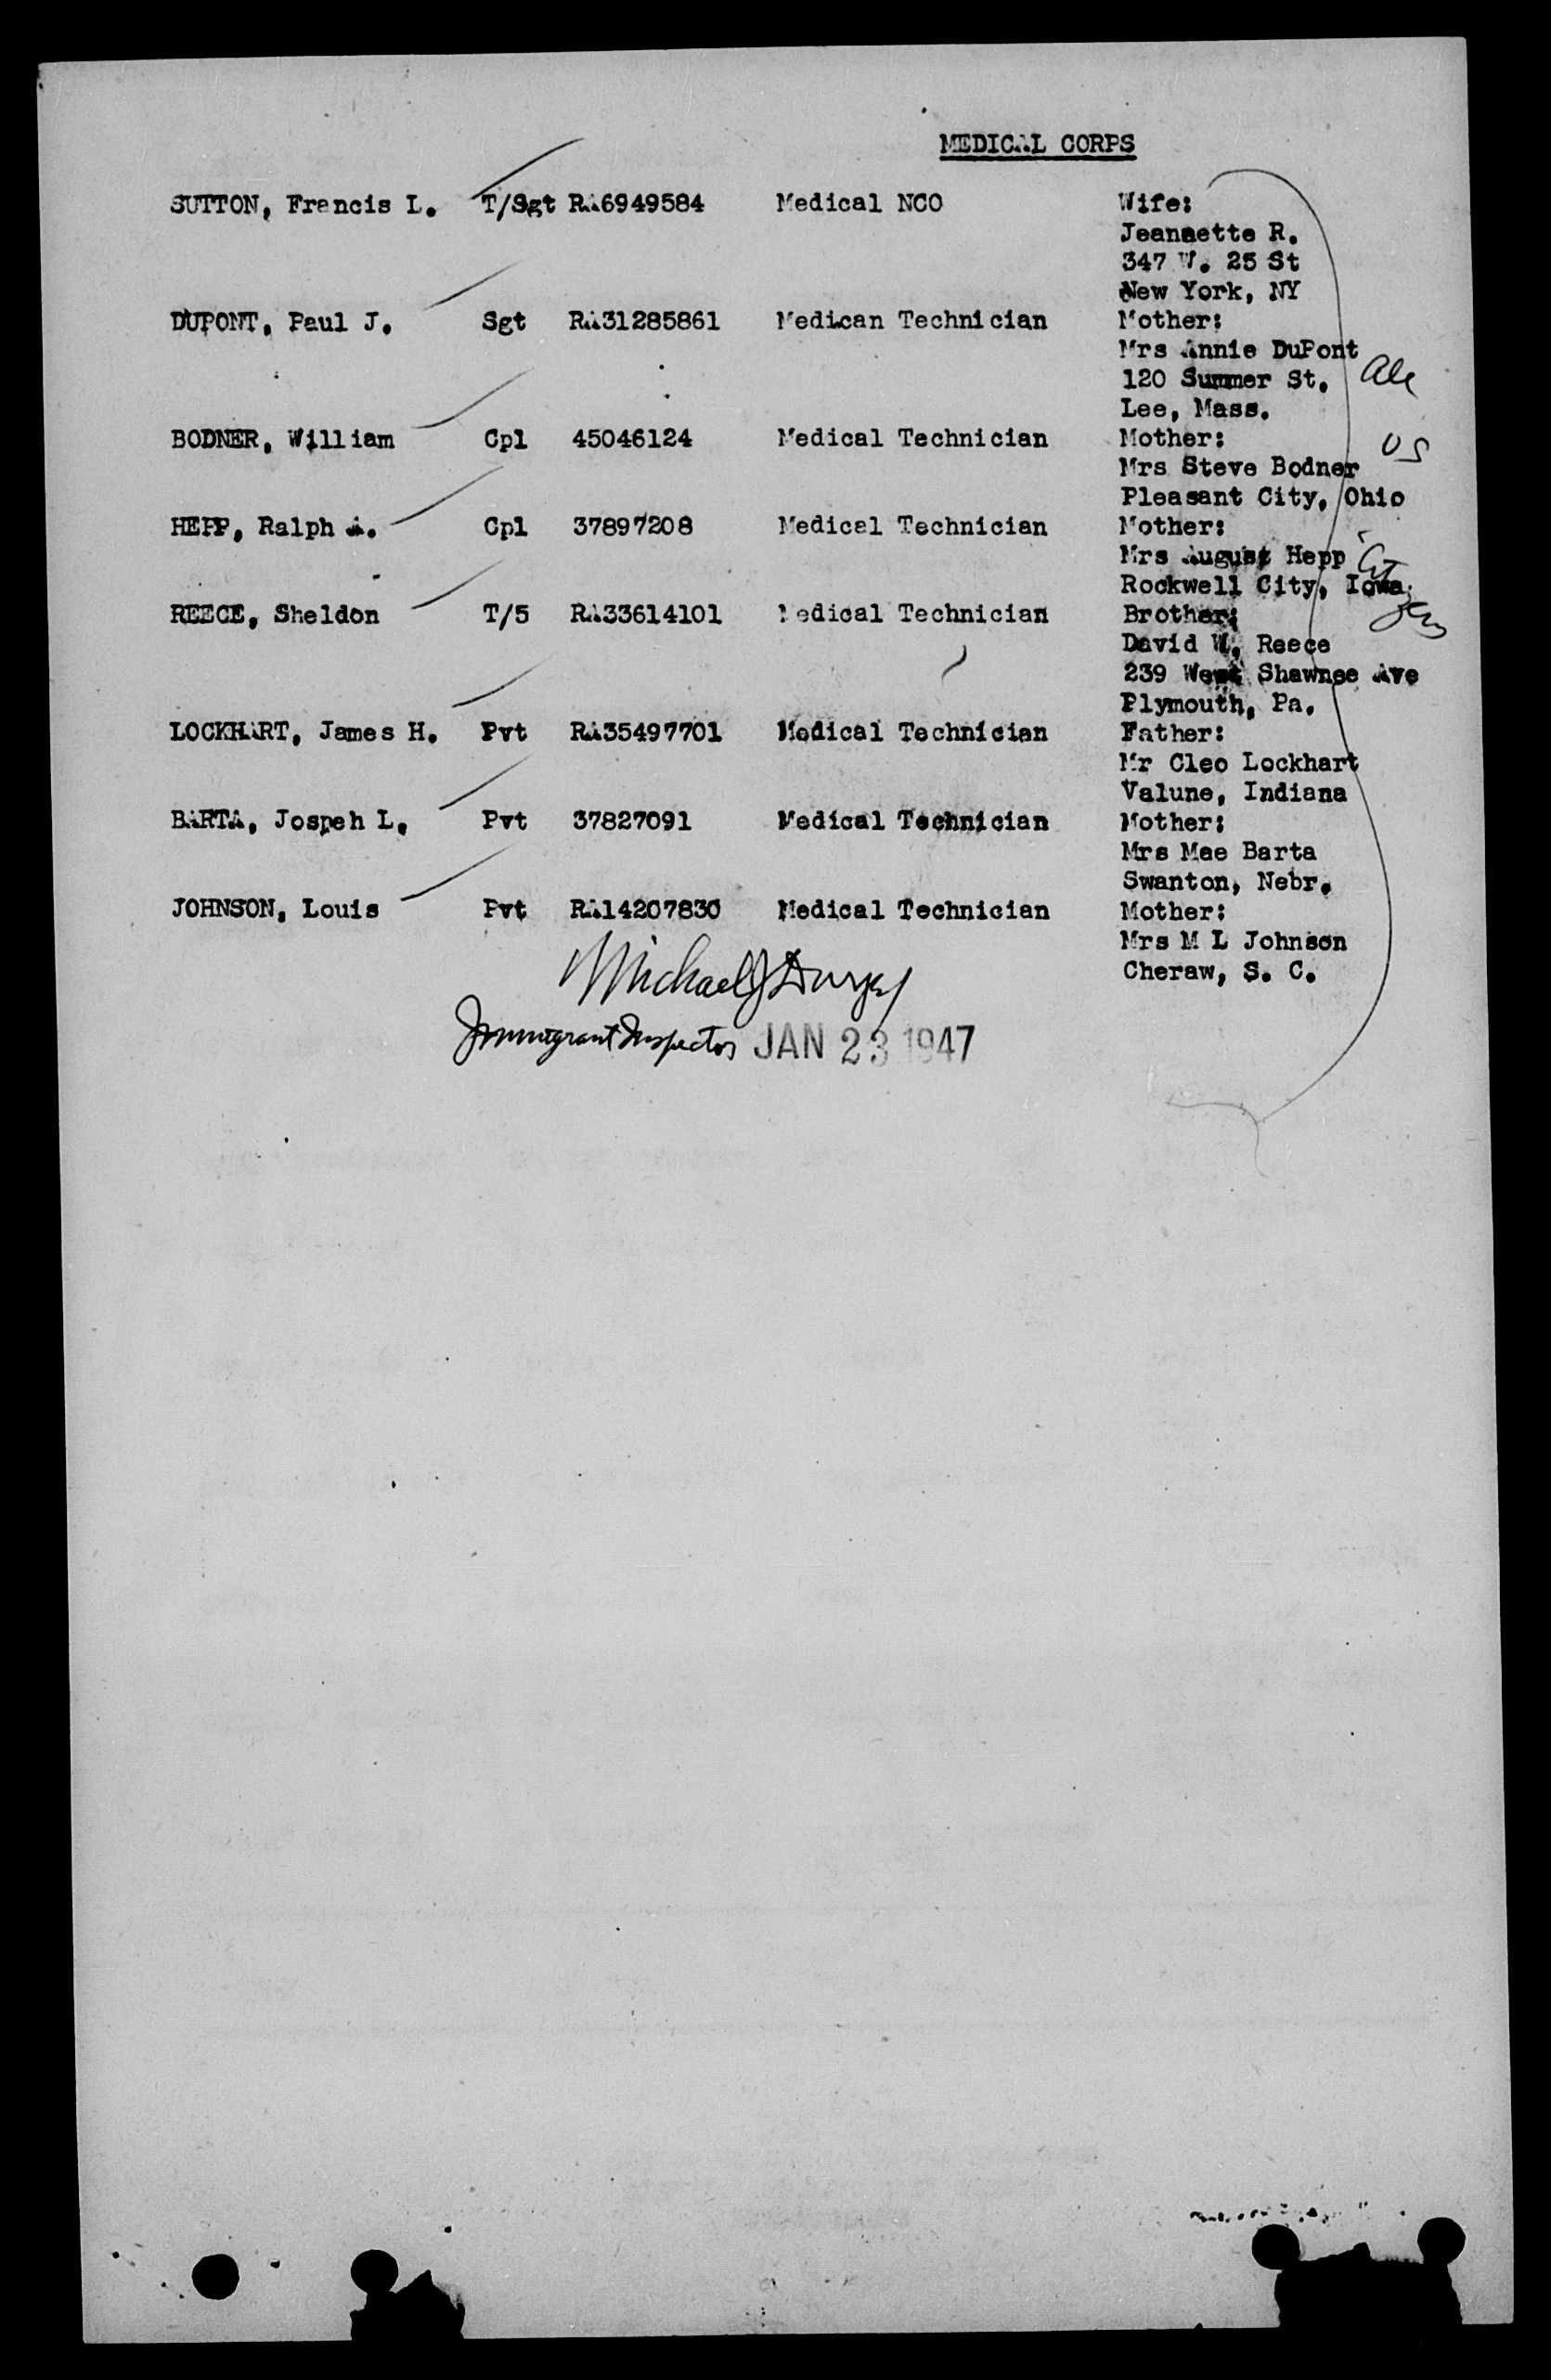 MEDICAL CORPS
SUTTON, Francis L. T/Sgt RA6949584 Medical NCO Wife:
Jeannette R.
347 W. 25 St
New York, NY
DUPONT, Paul J. Sgt RA31285861 Medican Technician Mother:
Mrs Annie DuPont
120 Summer St.
Lee, Mass.
BODNER, William Cpl 45046124 Medical Technician Mother:
Mrs Steve Bodner
Pleasant City, Ohio
HEPP, Ralph A. Cpl 37897208 Medical Technician Mother:
Mrs August Hepp
Rockwell City, Iowa
REECE, Sheldon T/5 RA33614101 Medical Technician Brother:
David W. Reece
239 West Shawnee Ave
Plymouth, Pa.
LOCKHART, James H. Pvt RA35497701 Medical Technician Father:
Mr Cleo Lockhart
Valune, Indiana
BARTA, Jospeh L. Pvt 37827091 Medical Technician Mother:
Mrs Mae Barta
Swanton, Nebr.
JOHNSON, Louis Pvt RA14207830 Medical Technician Mother:
Mrs M L Johnson
Cheraw, S. C.
All
US
Citizens
Michael J
Immigrant Inspector JAN 23 1947